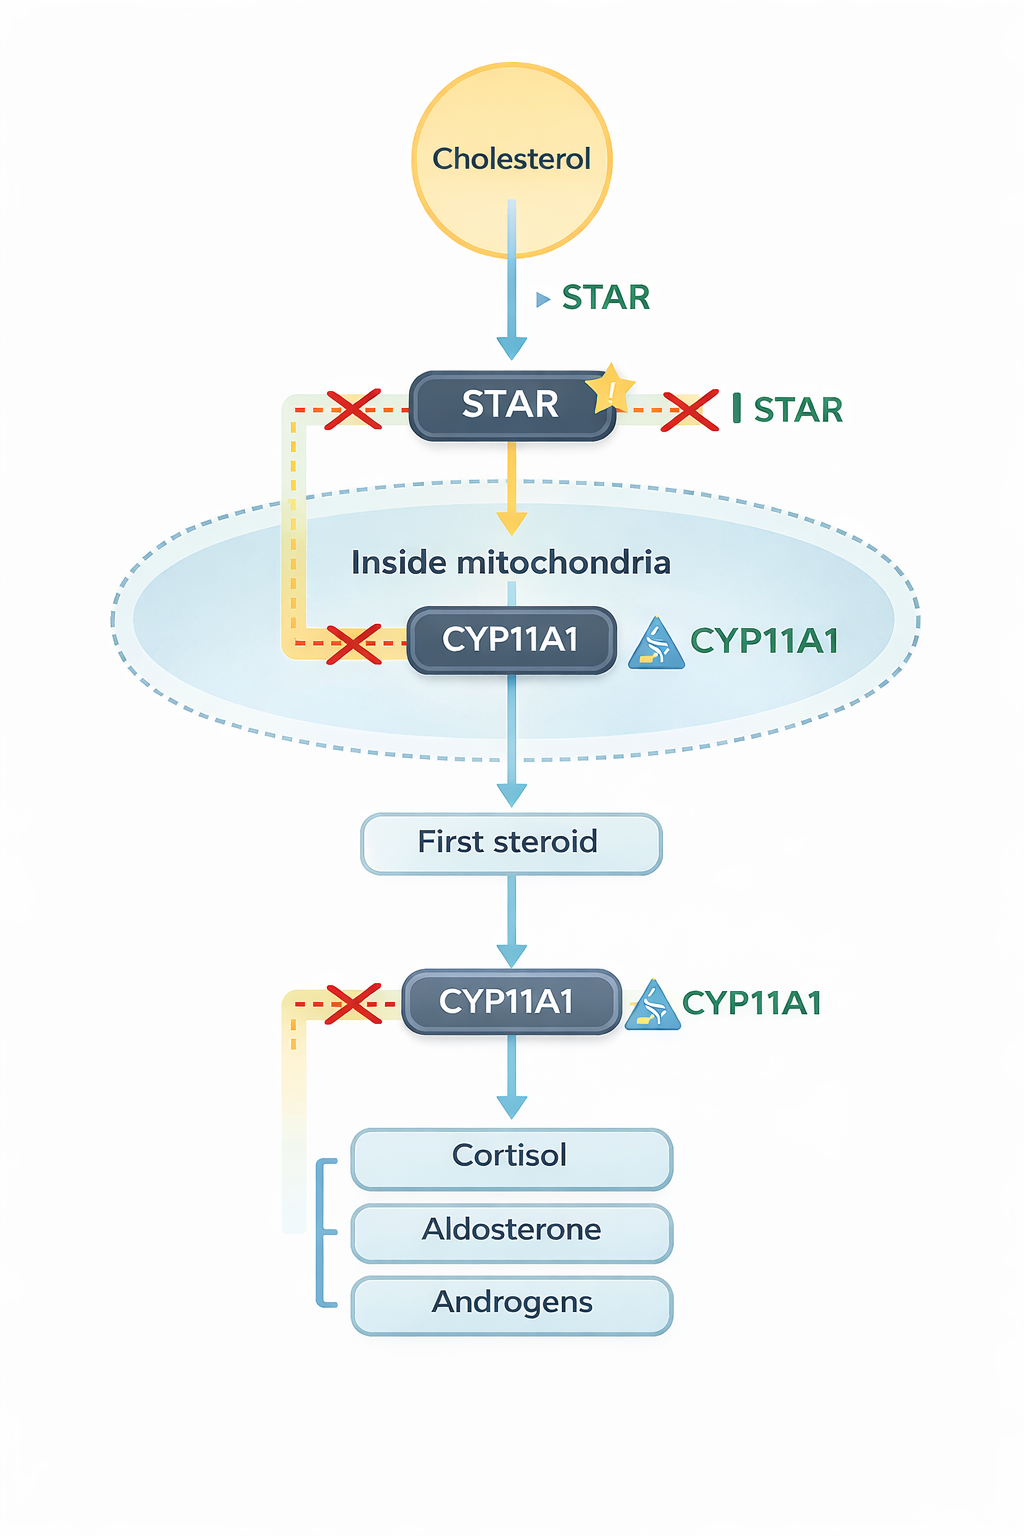 Cholesterol
STAR
STAR
!
STAR
Inside mitochondria
CYP11A1
CYP11A1
First steroid
CYP11A1
CYP11A1
Cortisol
Aldosterone
Androgens